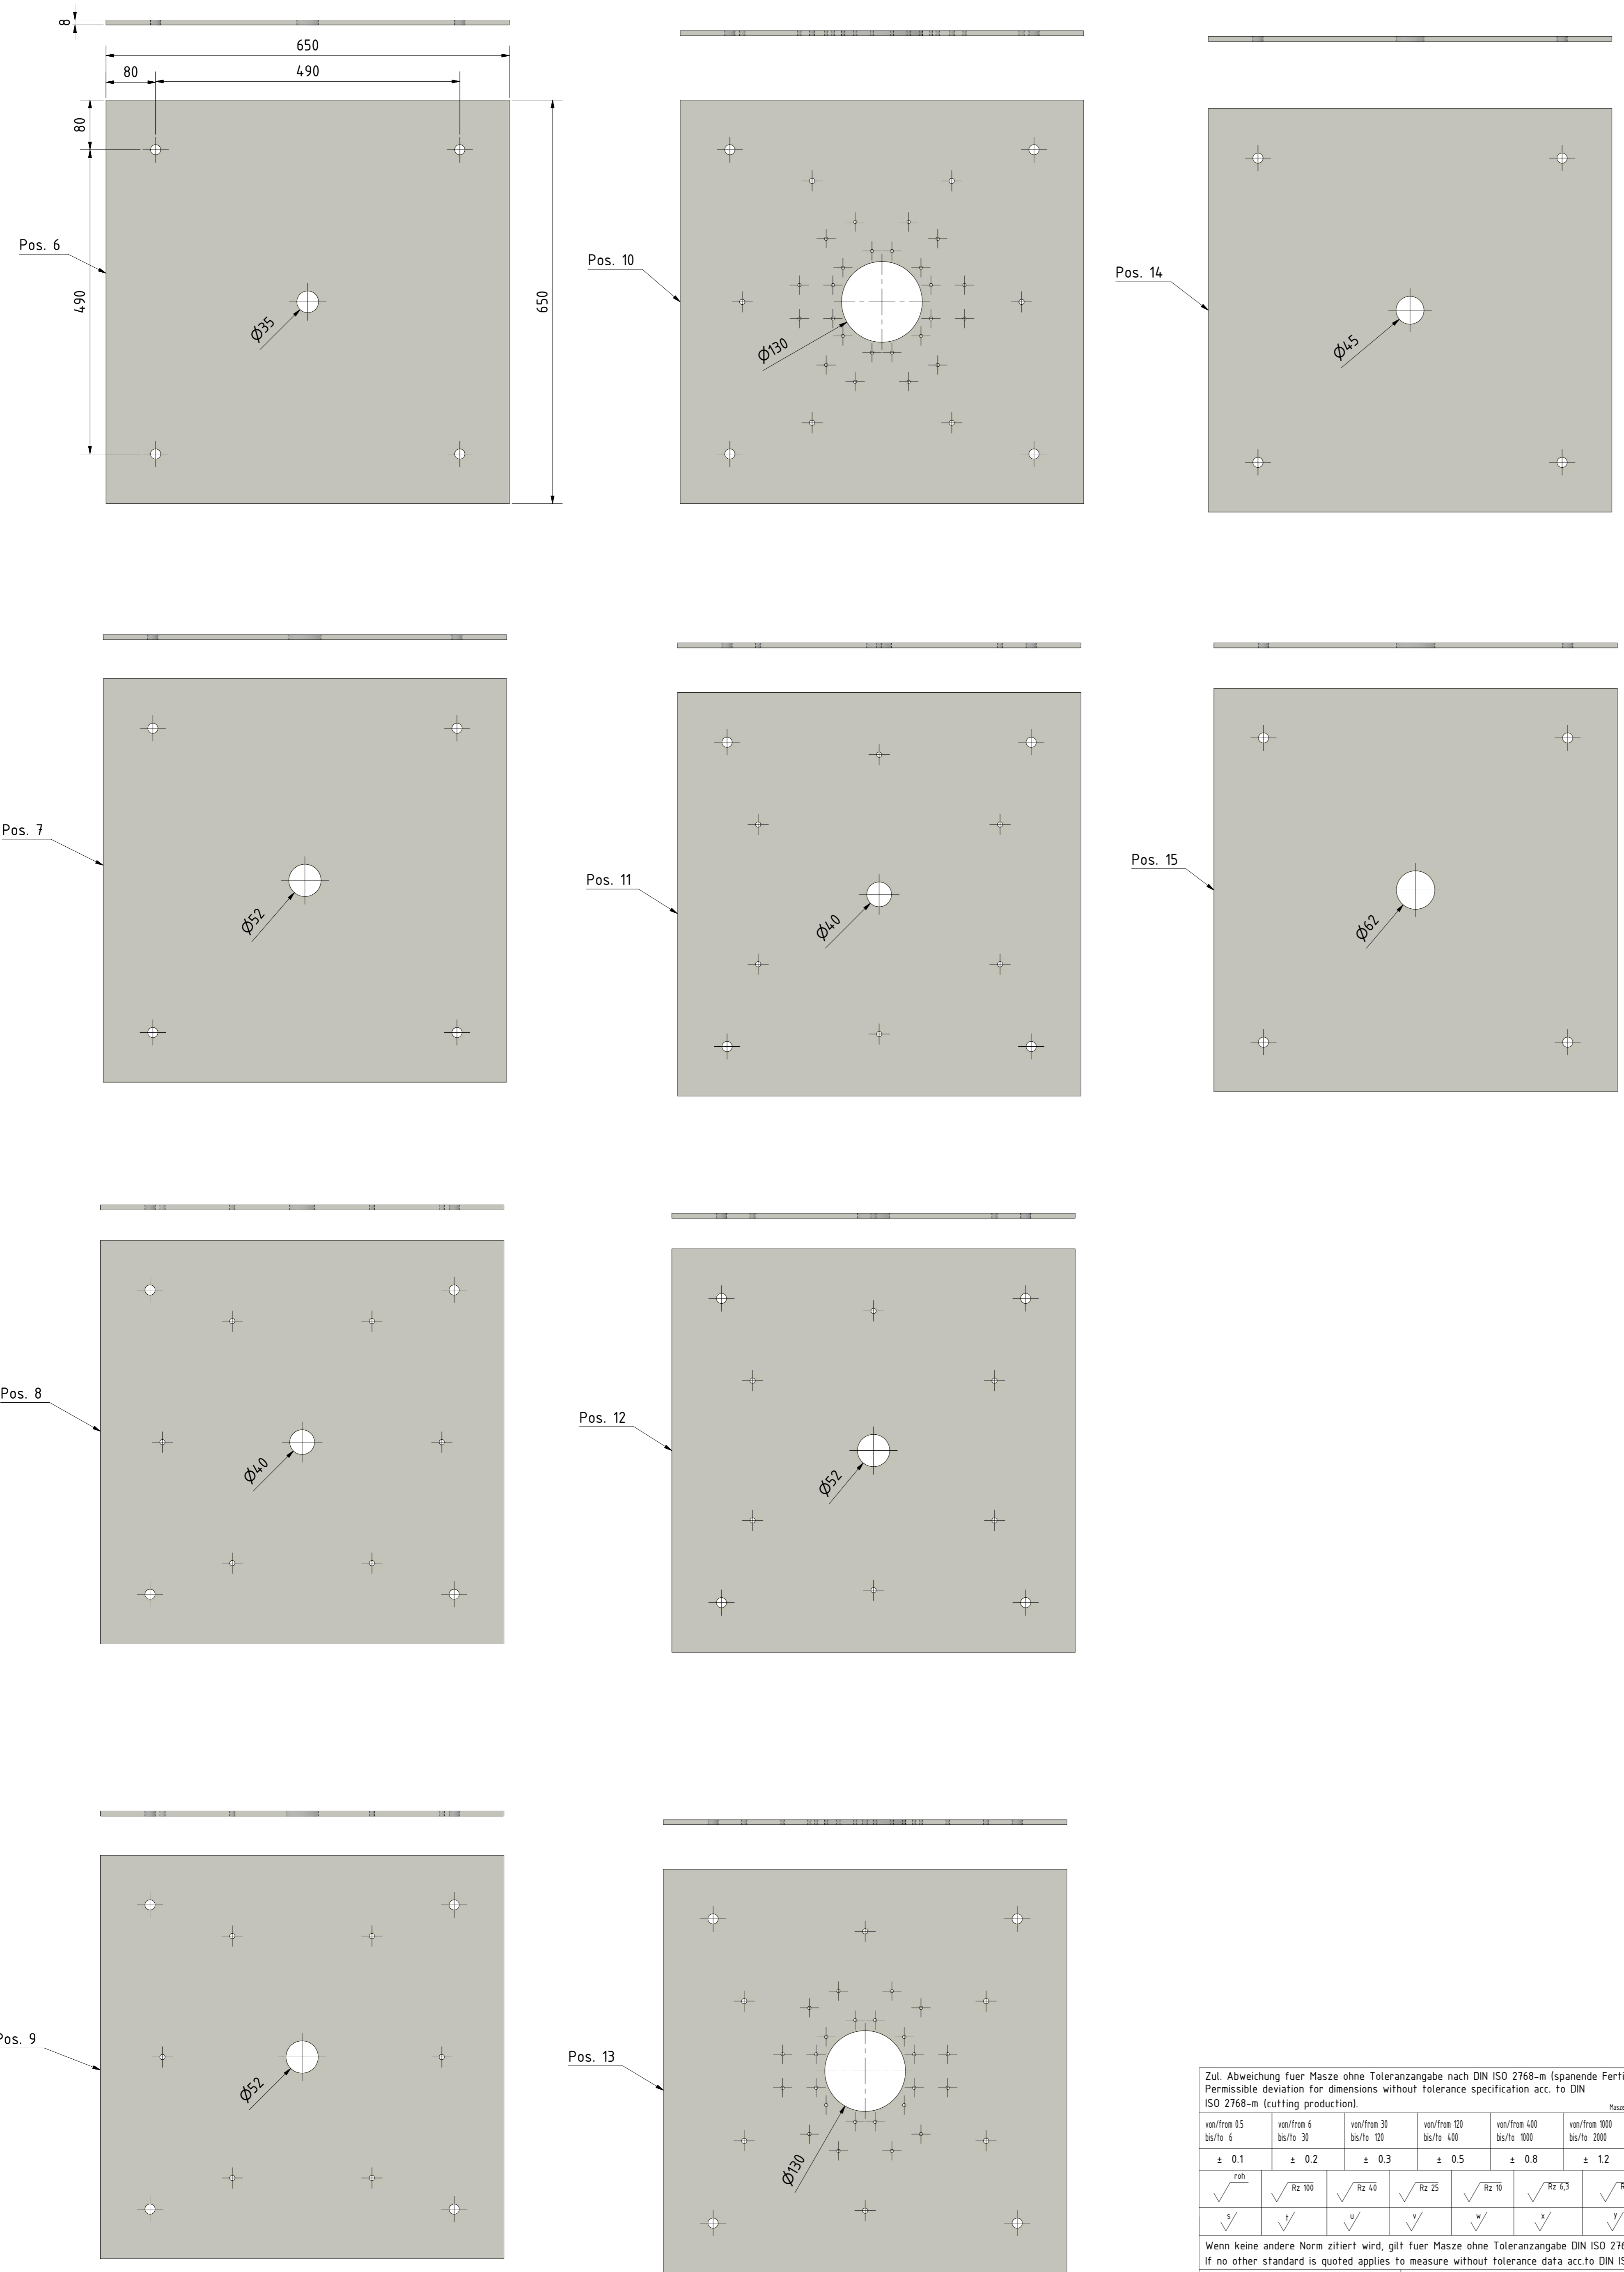 8
650
80
490
80
490
650
Pos. 6
Ø35
Pos. 10
Ø130
Pos. 14
Ø45
Pos. 7
Ø52
Pos. 11
Ø40
Pos. 15
Ø62
Pos. 8
Ø40
Pos. 12
Ø52
Pos. 9
Ø52
Pos. 13
Ø130
Zul. Abweichung fuer Masze ohne Toleranzangabe nach DIN ISO 2768-m (spanende Ferti
Permissible deviation for dimensions without tolerance specification acc. to DIN
ISO 2768-m (cutting production).
Masze
von/from 0.5 von/from 6 von/from 30 von/from 120 von/from 400 von/from 1000
bis/to 6 bis/to 30 bis/to 120 bis/to 400 bis/to 1000 bis/to 2000
± 0.1 ± 0.2 ± 0.3 ± 0.5 ± 0.8 ± 1.2
roh Rz 100 Rz 40 Rz 25 Rz 10 Rz 6,3 R
s t u v w x y
Wenn keine andere Norm zitiert wird, gilt fuer Masze ohne Toleranzangabe DIN ISO 276
If no other standard is quoted applies to measure without tolerance data acc.to DIN IS